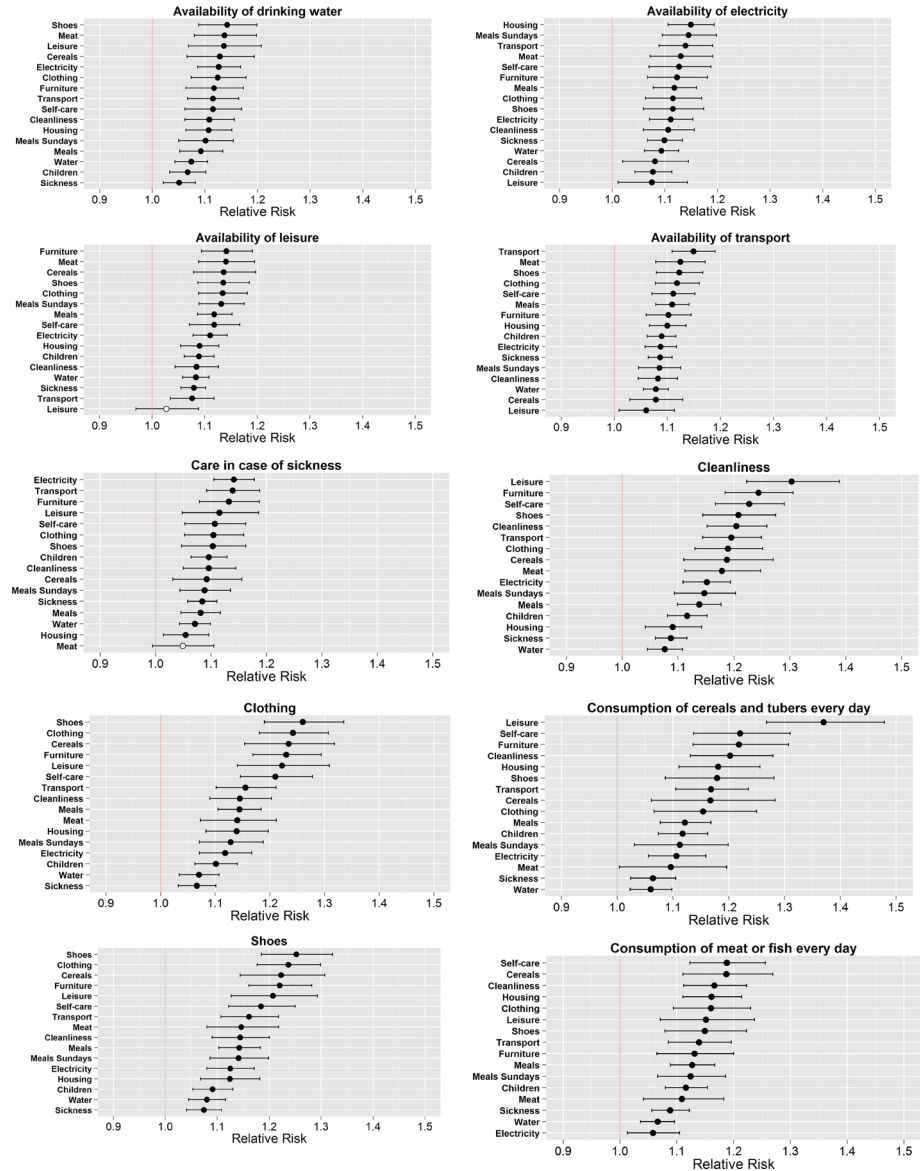 Availability of drinking water
Shoes
Meat
Leisure
Cereals
Electricity
Clothing
Furniture
Transport
Self-care
Cleanliness
Housing
Meals Sundays
Meals
Water
Children
Sickness
0.9 1.0 1.1 1.2 1.3 1.4 1.5
Relative Risk
Availability of electricity
Housing
Meals Sundays
Transport
Meat
Self-care
Furniture
Meals
Clothing
Shoes
Electricity
Cleanliness
Sickness
Water
Cereals
Children
Leisure
0.9 1.0 1.1 1.2 1.3 1.4 1.5
Relative Risk
Availability of leisure
Furniture
Meat
Cereals
Shoes
Clothing
Meals Sundays
Meals
Self-care
Electricity
Housing
Children
Cleanliness
Water
Sickness
Transport
Leisure
0.9 1.0 1.1 1.2 1.3 1.4 1.5
Relative Risk
Availability of transport
Transport
Meat
Shoes
Clothing
Self-care
Meals
Furniture
Housing
Children
Electricity
Sickness
Meals Sundays
Cleanliness
Water
Cereals
Leisure
0.9 1.0 1.1 1.2 1.3 1.4 1.5
Relative Risk
Care in case of sickness
Electricity
Transport
Furniture
Leisure
Self-care
Clothing
Shoes
Children
Cleanliness
Cereals
Meals Sundays
Sickness
Meals
Water
Housing
Meat
0.9 1.0 1.1 1.2 1.3 1.4 1.5
Relative Risk
Cleanliness
Leisure
Furniture
Self-care
Shoes
Cleanliness
Transport
Clothing
Cereals
Meat
Electricity
Meals Sundays
Meals
Children
Housing
Sickness
Water
0.9 1.0 1.1 1.2 1.3 1.4 1.5
Relative Risk
Clothing
Shoes
Clothing
Cereals
Furniture
Leisure
Self-care
Transport
Cleanliness
Meals
Meat
Housing
Meals Sundays
Electricity
Children
Water
Sickness
0.9 1.0 1.1 1.2 1.3 1.4 1.5
Relative Risk
Consumption of cereals and tubers every day
Leisure
Self-care
Furniture
Cleanliness
Housing
Shoes
Transport
Cereals
Clothing
Meals
Children
Meals Sundays
Electricity
Meat
Sickness
Water
0.9 1.0 1.1 1.2 1.3 1.4 1.5
Relative Risk
Shoes
Shoes
Clothing
Cereals
Furniture
Leisure
Self-care
Transport
Meat
Cleanliness
Meals
Meals Sundays
Electricity
Housing
Children
Water
Sickness
0.9 1.0 1.1 1.2 1.3 1.4 1.5
Relative Risk
Consumption of meat or fish every day
Self-care
Cereals
Cleanliness
Housing
Clothing
Leisure
Shoes
Transport
Furniture
Meals
Meals Sundays
Children
Meat
Sickness
Water
Electricity
0.9 1.0 1.1 1.2 1.3 1.4 1.5
Relative Risk